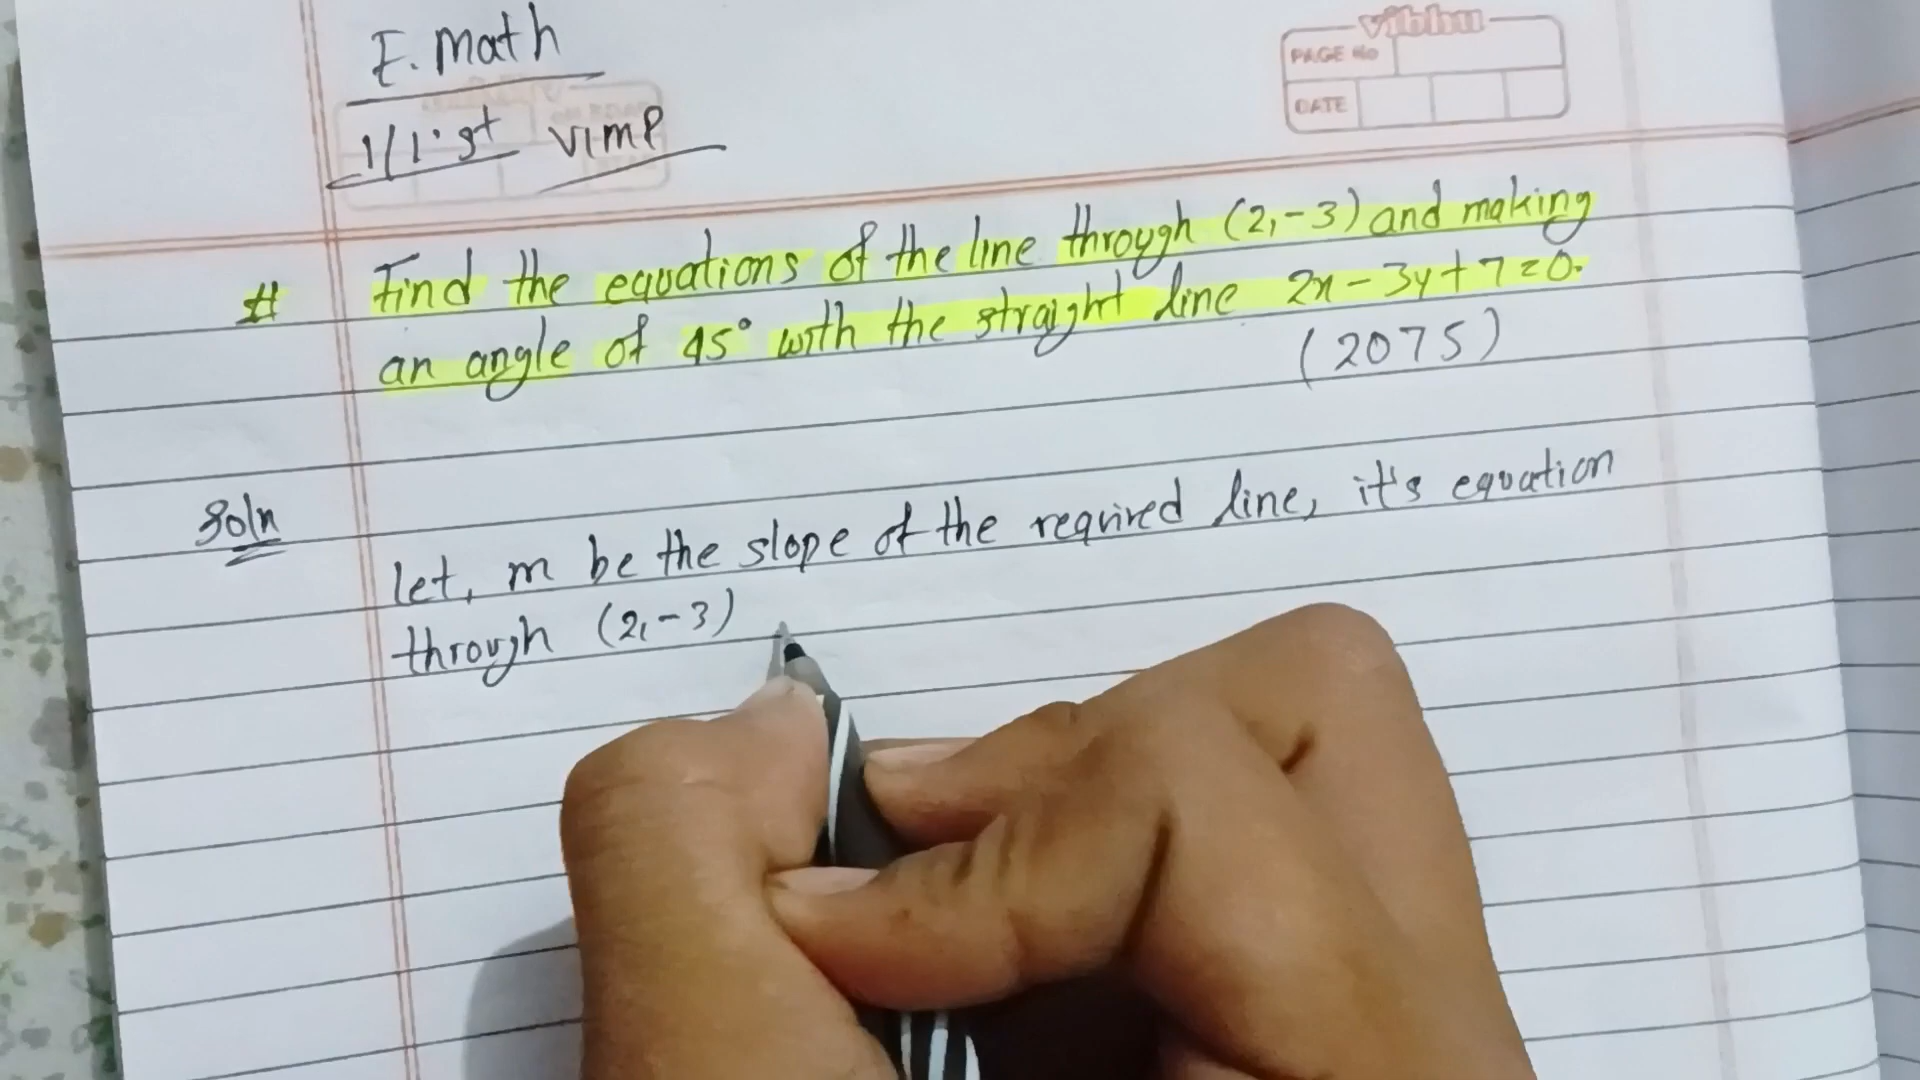 E. Math
1/1st VIMP
vibhu
PAGE No
DATE
# Find the equations of the line through (2,-3) and making
an angle of 45° with the straight line 2x-3y+7=0.
(2075)
Soln
let, m be the slope of the required line, it's equation
through (2,-3)